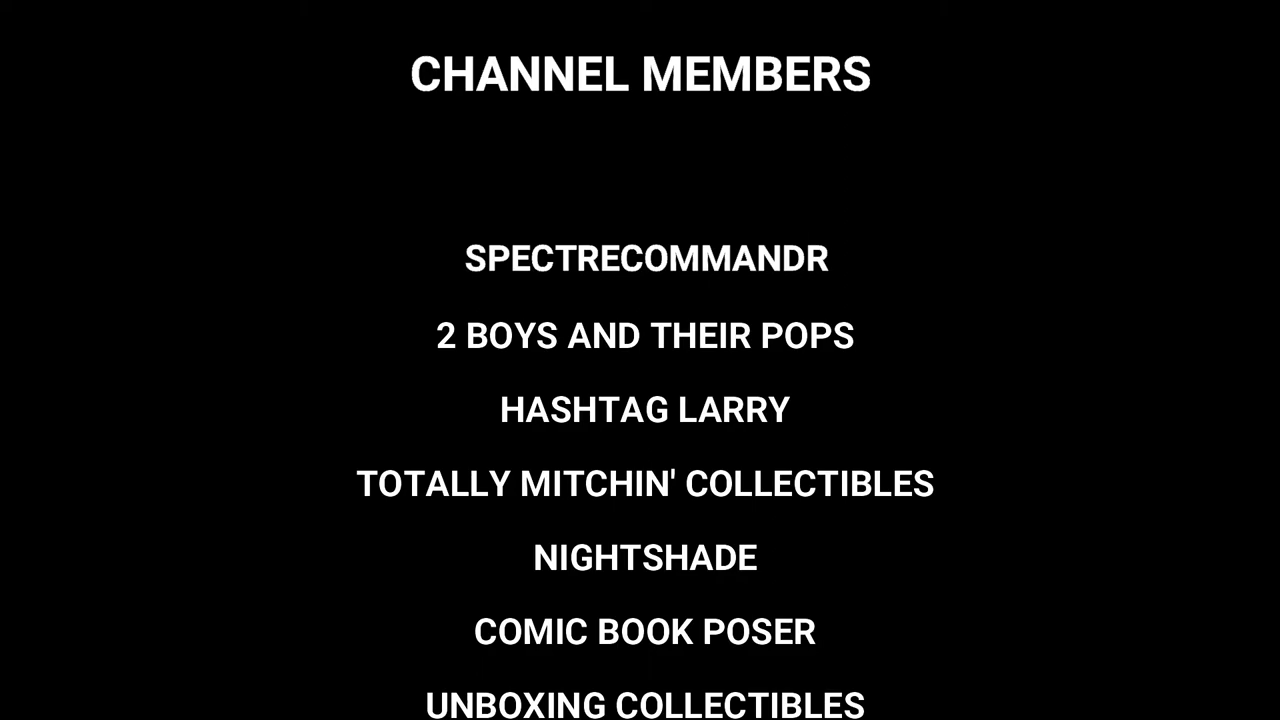 CHANNEL MEMBERS
SPECTRECOMMANDR
2 BOYS AND THEIR POPS
HASHTAG LARRY
TOTALLY MITCHIN' COLLECTIBLES
NIGHTSHADE
COMIC BOOK POSER
UNBOXING COLLECTIBLES